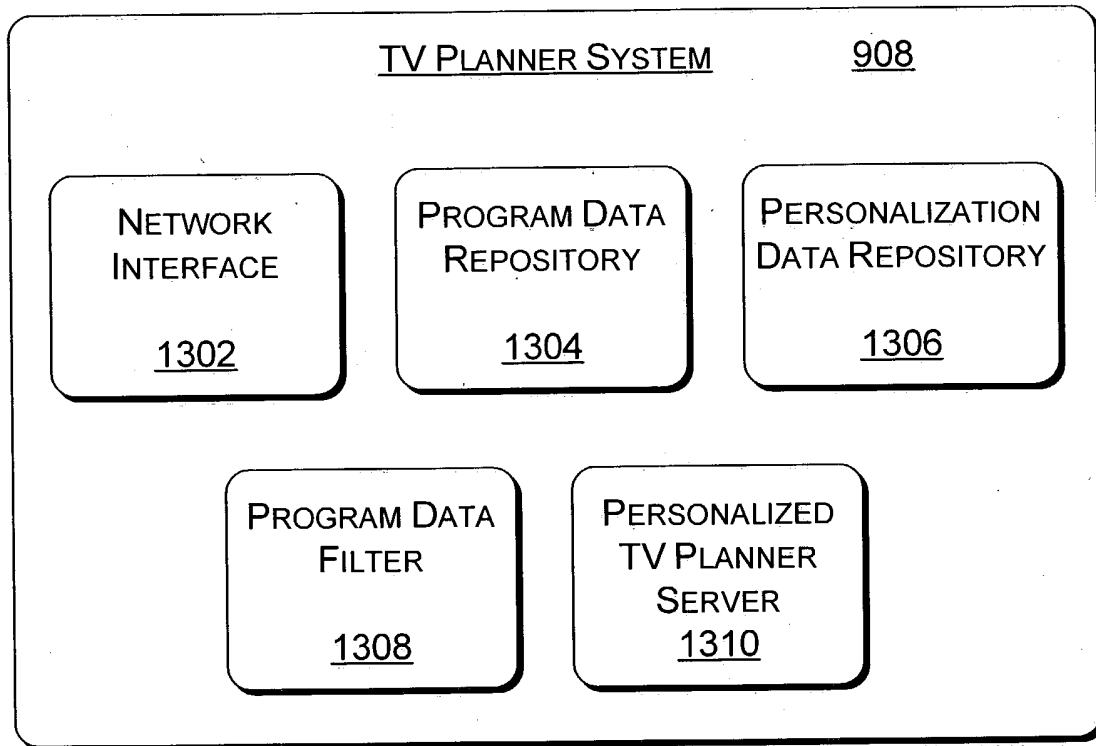 TV PLANNER SYSTEM 908
NETWORK
INTERFACE
1302
PROGRAM DATA
REPOSITORY
1304
PERSONALIZATION
DATA REPOSITORY
1306
PROGRAM DATA
FILTER
1308
PERSONALIZED
TV PLANNER
SERVER
1310